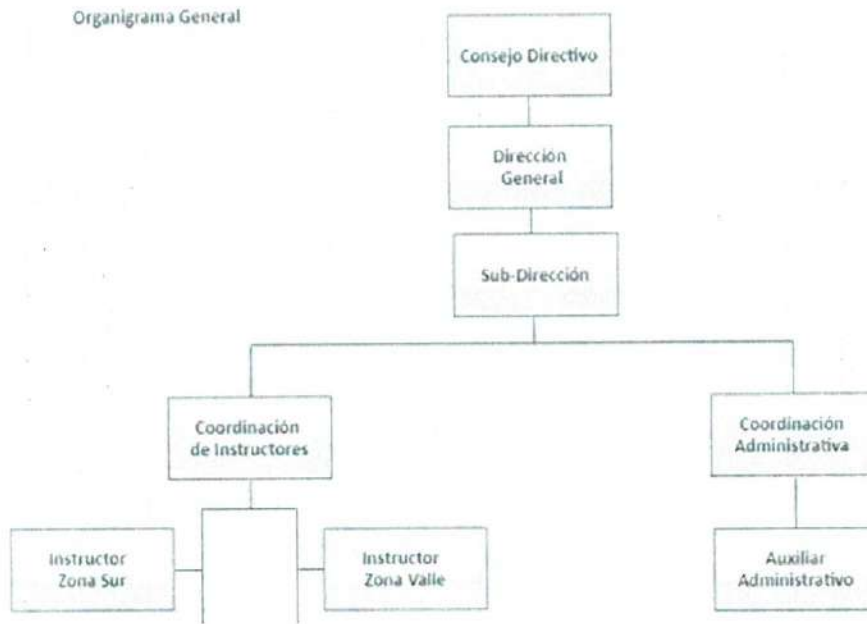 Organigrama General
Consejo Directivo
Dirección
General
Sub-Dirección
Coordinación
de Instructores
Coordinación
Administrativa
Instructor
Zona Sur
Instructor
Zona Valle
Auxiliar
Administrativo